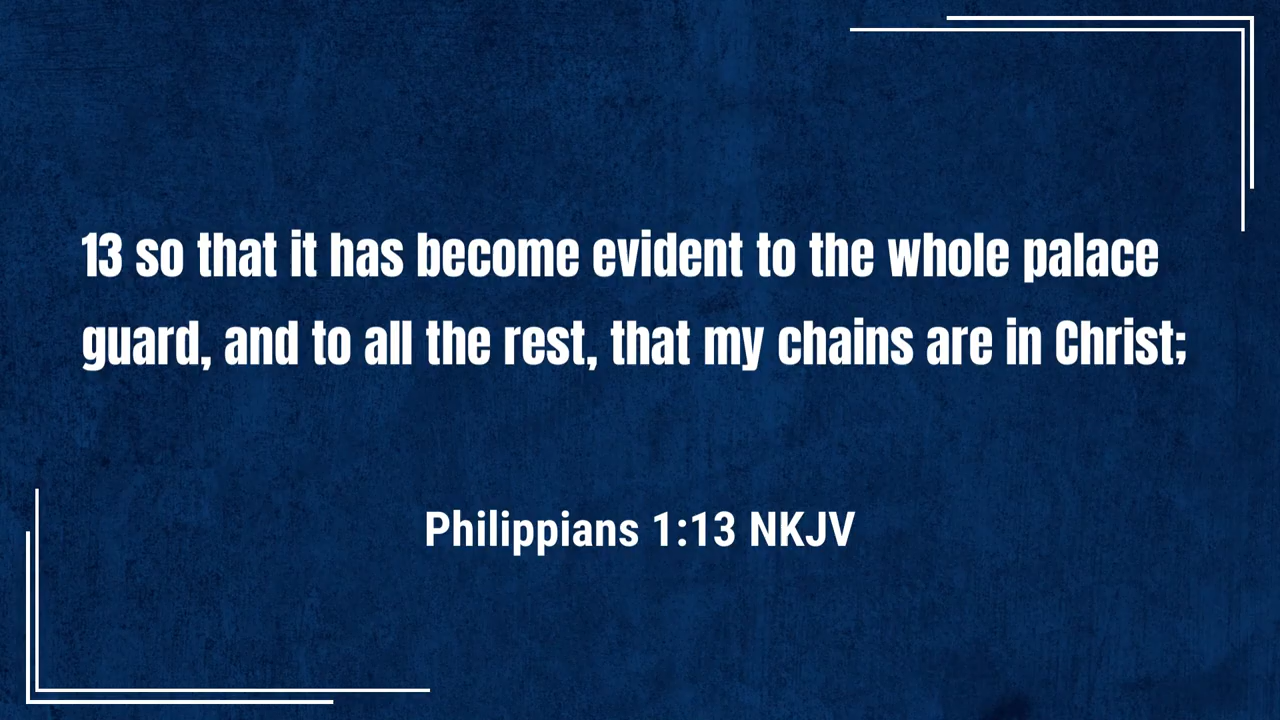 13 so that it has become evident to the whole palace
guard, and to all the rest, that my chains are in Christ;
Philippians 1:13 NKJV